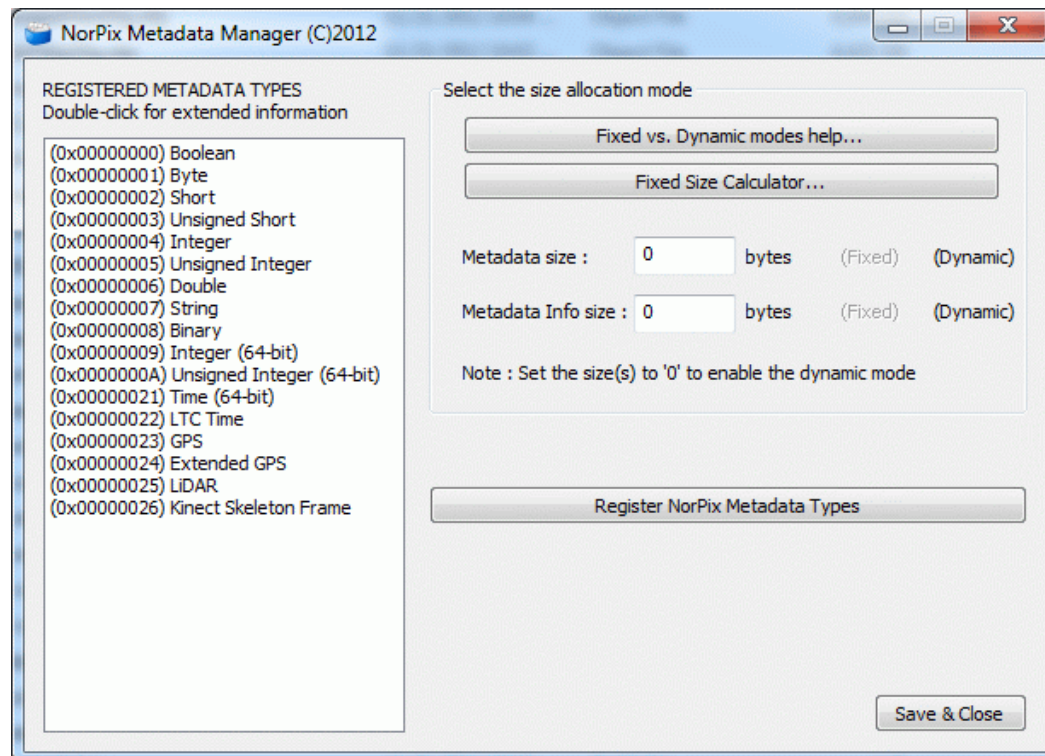 NorPix Metadata Manager (C)2012
REGISTERED METADATA TYPES
Double-click for extended information
(0x00000000) Boolean
(0x00000001) Byte
(0x00000002) Short
(0x00000003) Unsigned Short
(0x00000004) Integer
(0x00000005) Unsigned Integer
(0x00000006) Double
(0x00000007) String
(0x00000008) Binary
(0x00000009) Integer (64-bit)
(0x0000000A) Unsigned Integer (64-bit)
(0x00000021) Time (64-bit)
(0x00000022) LTC Time
(0x00000023) GPS
(0x00000024) Extended GPS
(0x00000025) LiDAR
(0x00000026) Kinect Skeleton Frame
Select the size allocation mode
Fixed vs. Dynamic modes help...
Fixed Size Calculator...
Metadata size : 0 bytes (Fixed) (Dynamic)
Metadata Info size : 0 bytes (Fixed) (Dynamic)
Note : Set the size(s) to '0' to enable the dynamic mode
Register NorPix Metadata Types
Save & Close